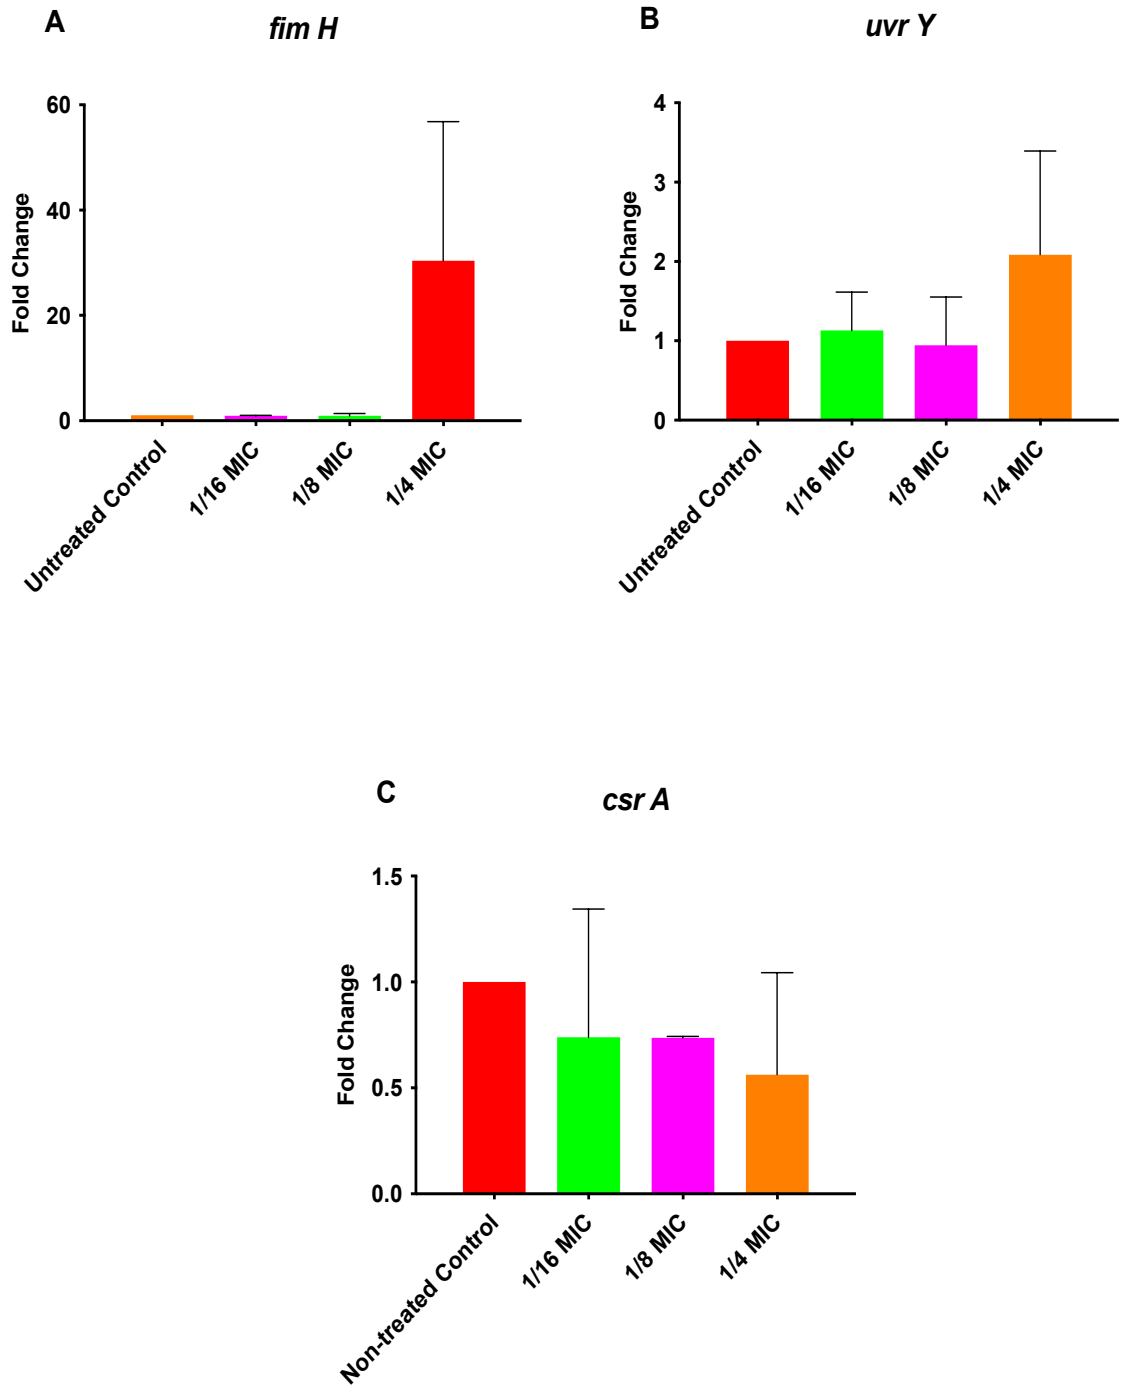 A
fim H
Fold Change
60
40
20
0
Untreated Control
1/16 MIC
1/8 MIC
1/4 MIC
B
uvr Y
Fold Change
4
3
2
1
0
Untreated Control
1/16 MIC
1/8 MIC
1/4 MIC
C
csr A
Fold Change
1.5
1.0
0.5
0.0
Non-treated Control
1/16 MIC
1/8 MIC
1/4 MIC